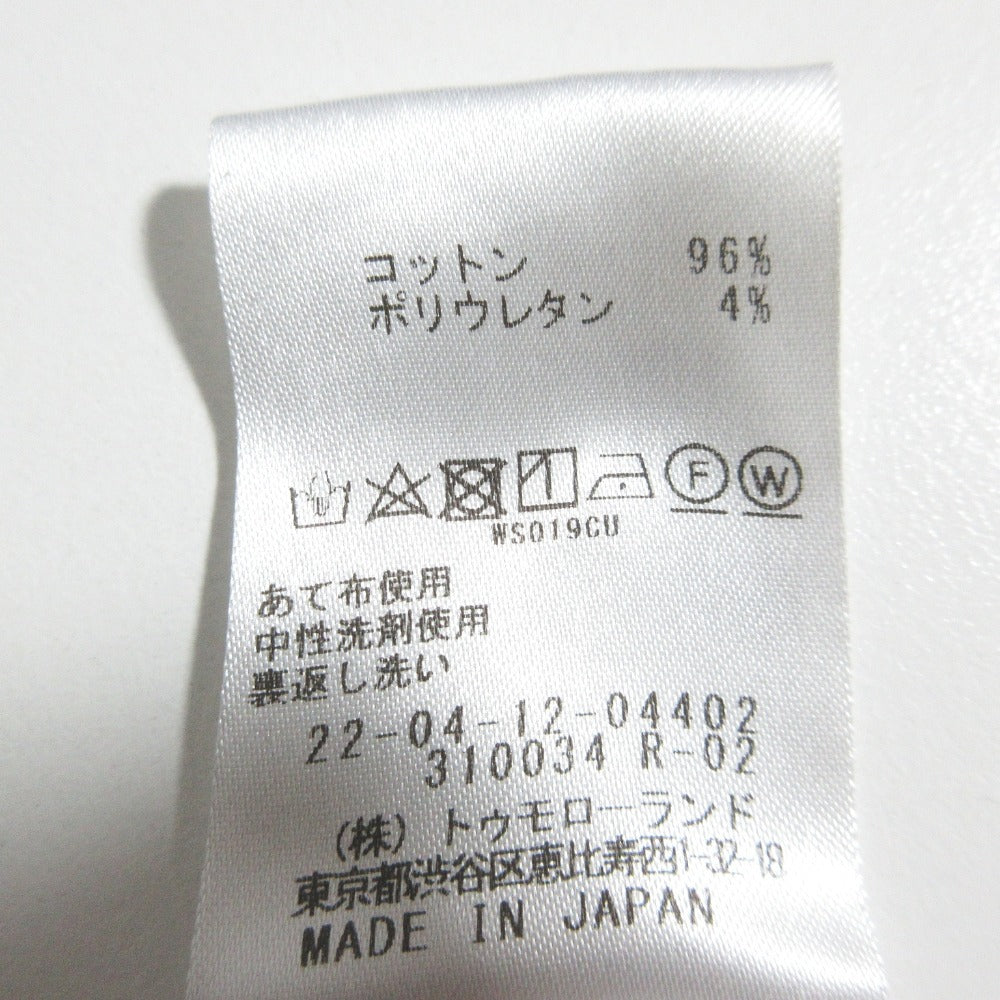 コットン 96%
ポリウレタン 4%
F W
WS019CU
あて布使用
中性洗剤使用
裏返し洗い
22-04-12-04402
310034 R-02
(株) トゥモローランド
東京都渋谷区恵比寿西1-32-18
MADE IN JAPAN